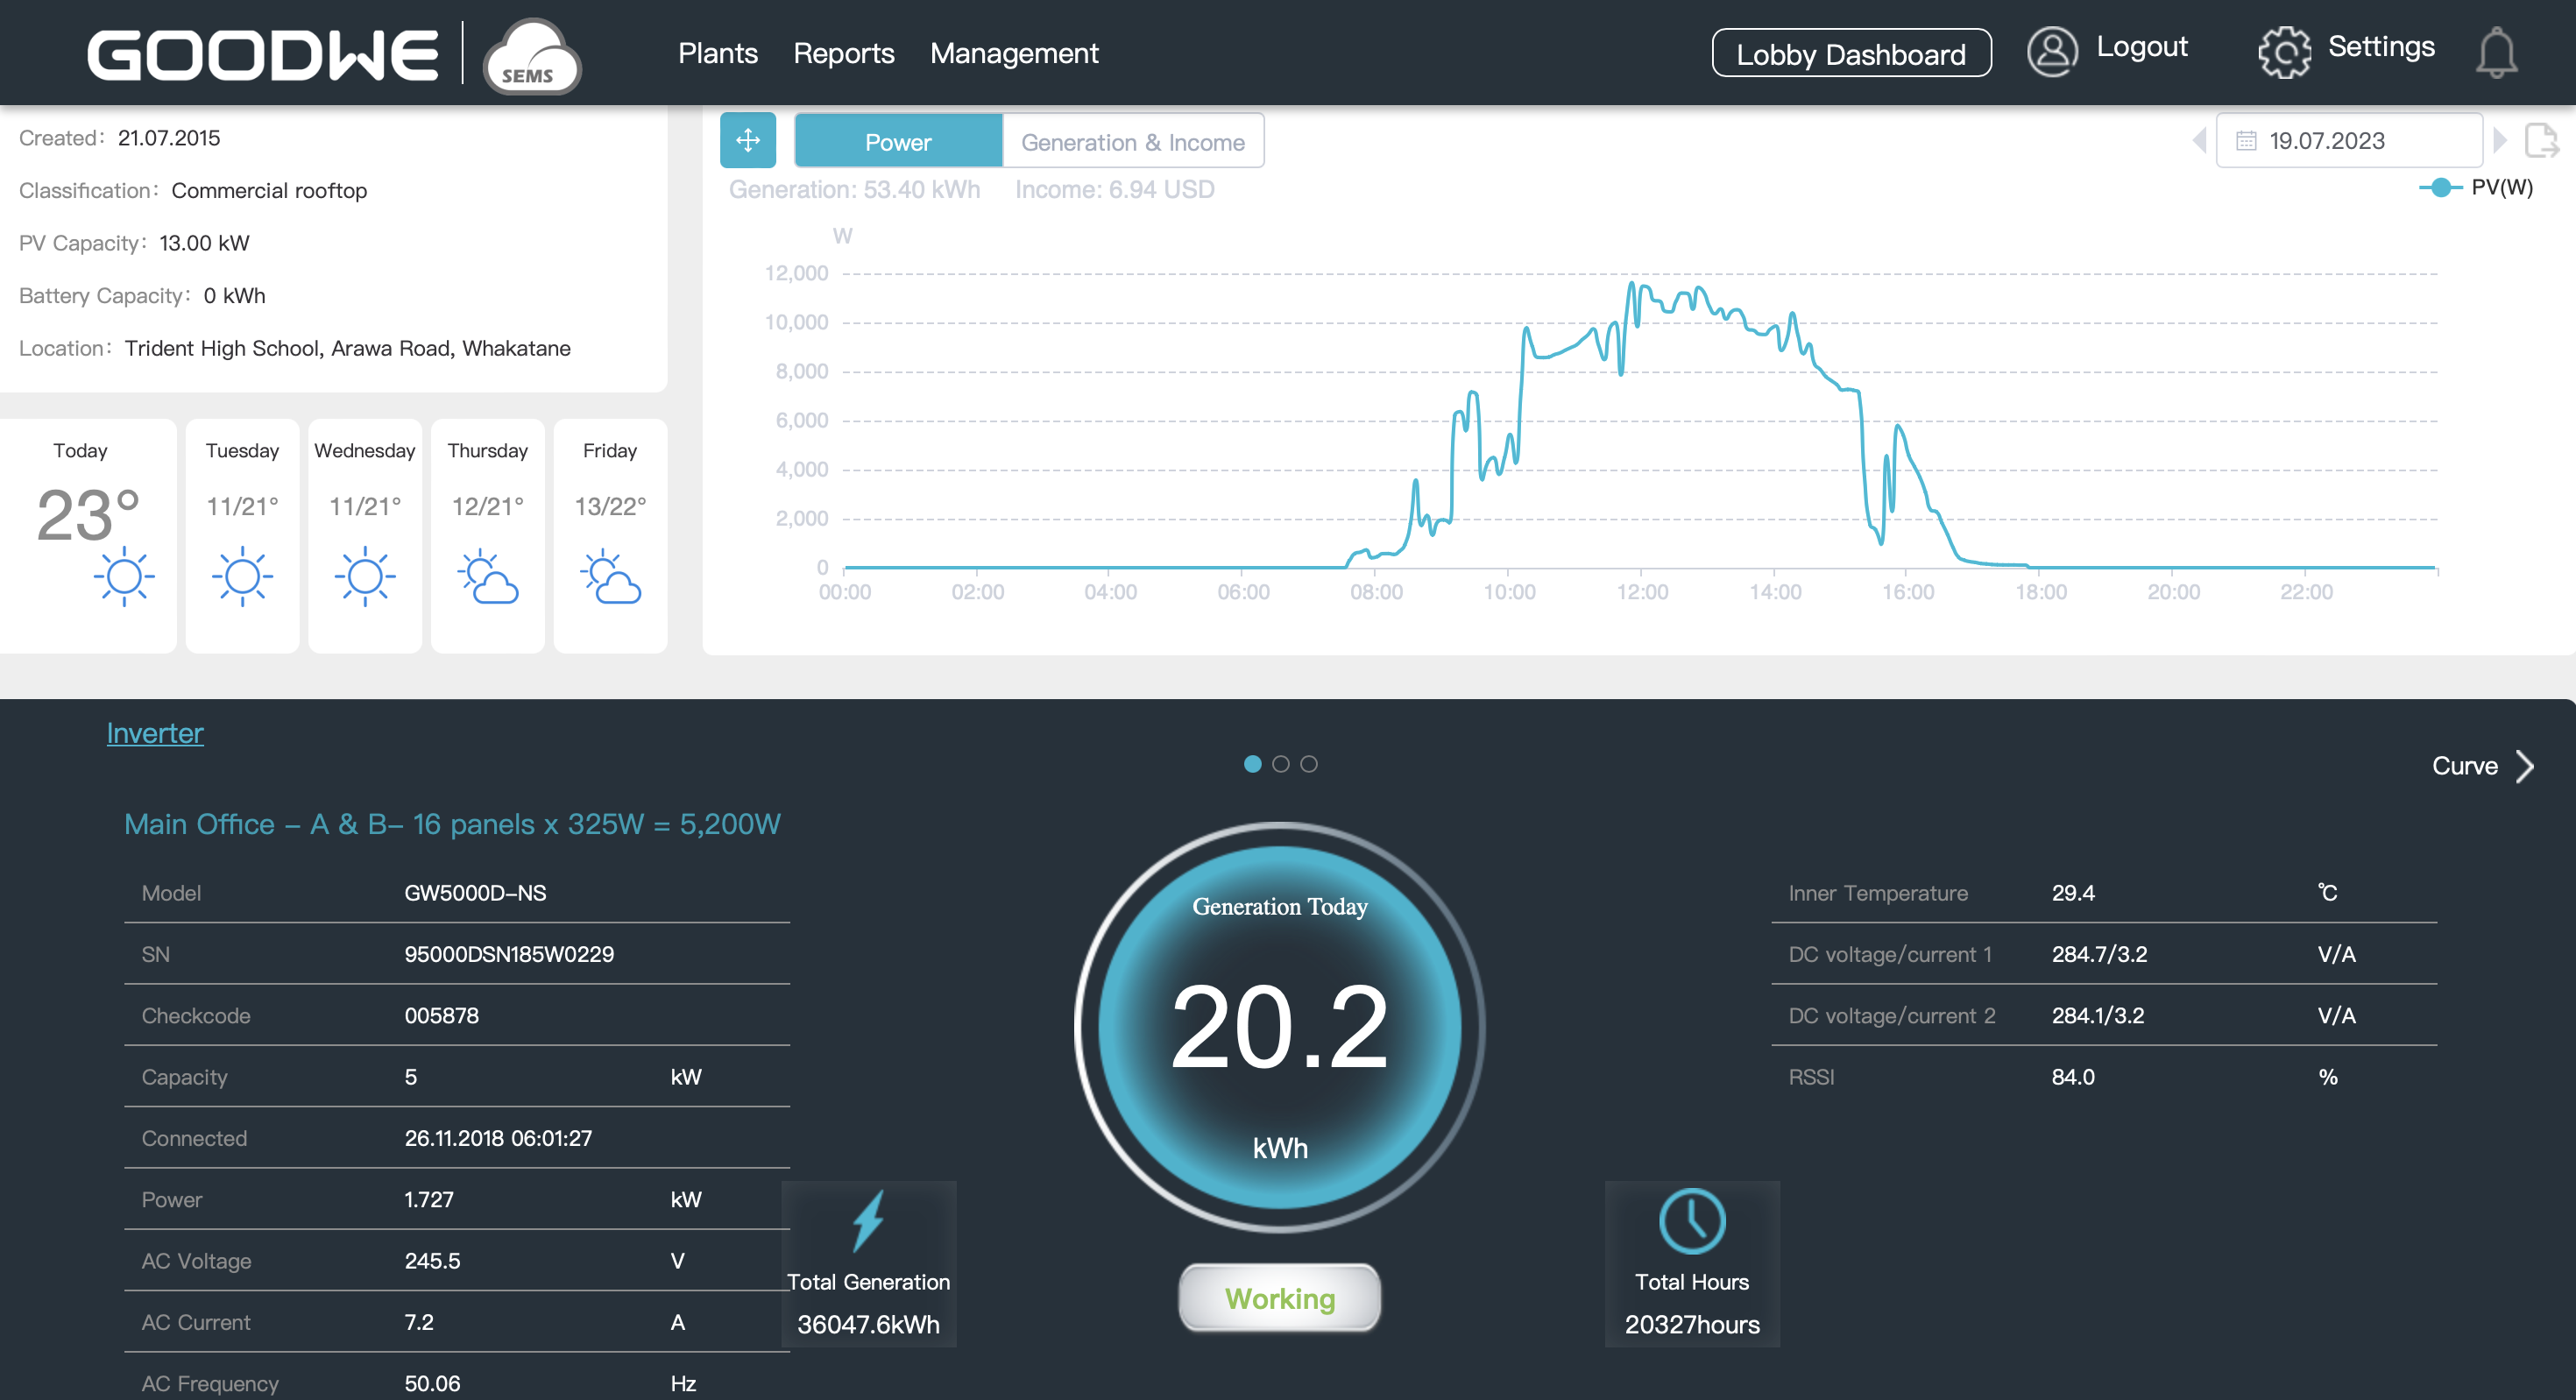 GOODWE
SEMS
Plants Reports Management
Lobby Dashboard
Logout
Settings
Created: 21.07.2015
Classification: Commercial rooftop
PV Capacity: 13.00 kW
Battery Capacity: 0 kWh
Location: Trident High School, Arawa Road, Whakatane
Today
23°
Tuesday
11/21°
Wednesday
11/21°
Thursday
12/21°
Friday
13/22°
Power
Generation & Income
19.07.2023
Generation: 53.40 kWh Income: 6.94 USD
PV(W)
W
12,000
10,000
8,000
6,000
4,000
2,000
0
00:00 02:00 04:00 06:00 08:00 10:00 12:00 14:00 16:00 18:00 20:00 22:00
Inverter
Curve
Main Office – A & B– 16 panels x 325W = 5,200W
Model GW5000D–NS
SN 95000DSN185W0229
Checkcode 005878
Capacity 5 kW
Connected 26.11.2018 06:01:27
Power 1.727 kW
AC Voltage 245.5 V
AC Current 7.2 A
AC Frequency 50.06 Hz
Generation Today
20.2
kWh
Total Generation
36047.6kWh
Working
Total Hours
20327hours
Inner Temperature 29.4 ℃
DC voltage/current 1 284.7/3.2 V/A
DC voltage/current 2 284.1/3.2 V/A
RSSI 84.0 %